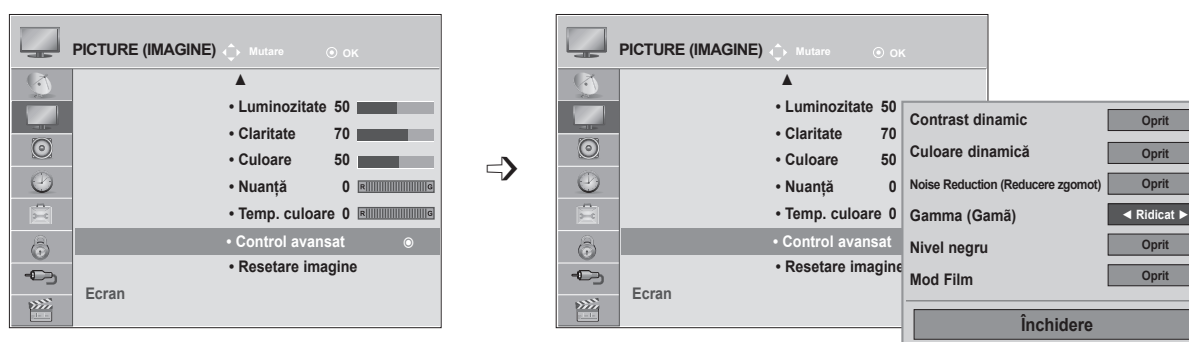 PICTURE (IMAGINE) Mutare OK
• Luminozitate 50
• Claritate 70
• Culoare 50
• Nuanță 0 R G
• Temp. culoare 0 R G
• Control avansat
• Resetare imagine
Ecran
PICTURE (IMAGINE) Mutare OK
• Luminozitate 50
• Claritate 70
• Culoare 50
• Nuanță 0
• Temp. culoare 0
• Control avansat
• Resetare imagine
Ecran
Contrast dinamic Oprit
Culoare dinamică Oprit
Noise Reduction (Reducere zgomot) Oprit
Gamma (Gamã) ◄ Ridicat ►
Nivel negru Oprit
Mod Film Oprit
Închidere